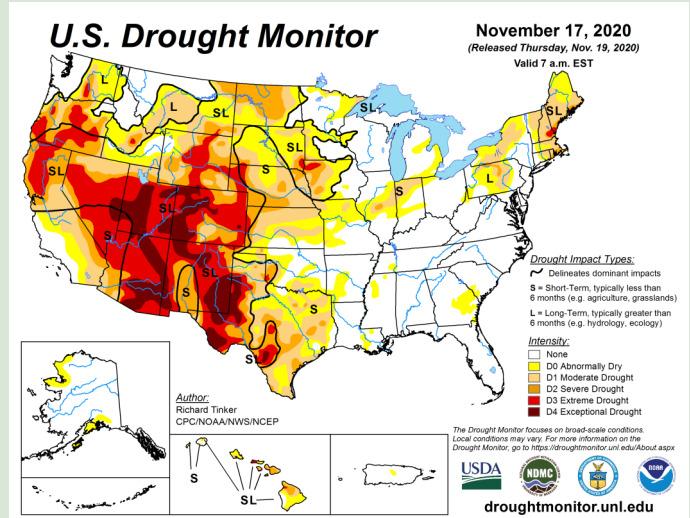 U.S. Drought Monitor
November 17, 2020
(Released Thursday, Nov. 19, 2020)
Valid 7 a.m. EST
L
L
SL
SL
SL
SL
S
SL
L
S
SL
S
SL
S
S
SL
Drought Impact Types:
Delineates dominant impacts
S = Short-Term, typically less than
6 months (e.g. agriculture, grasslands)
L = Long-Term, typically greater than
6 months (e.g. hydrology, ecology)
Intensity:
None
D0 Abnormally Dry
D1 Moderate Drought
D2 Severe Drought
D3 Extreme Drought
D4 Exceptional Drought
Author:
Richard Tinker
CPC/NOAA/NWS/NCEP
S
SL
The Drought Monitor focuses on broad-scale conditions.
Local conditions may vary. For more information on the
Drought Monitor, go to https://droughtmonitor.unl.edu/About.aspx
USDA
NDMC
NOAA
droughtmonitor.unl.edu